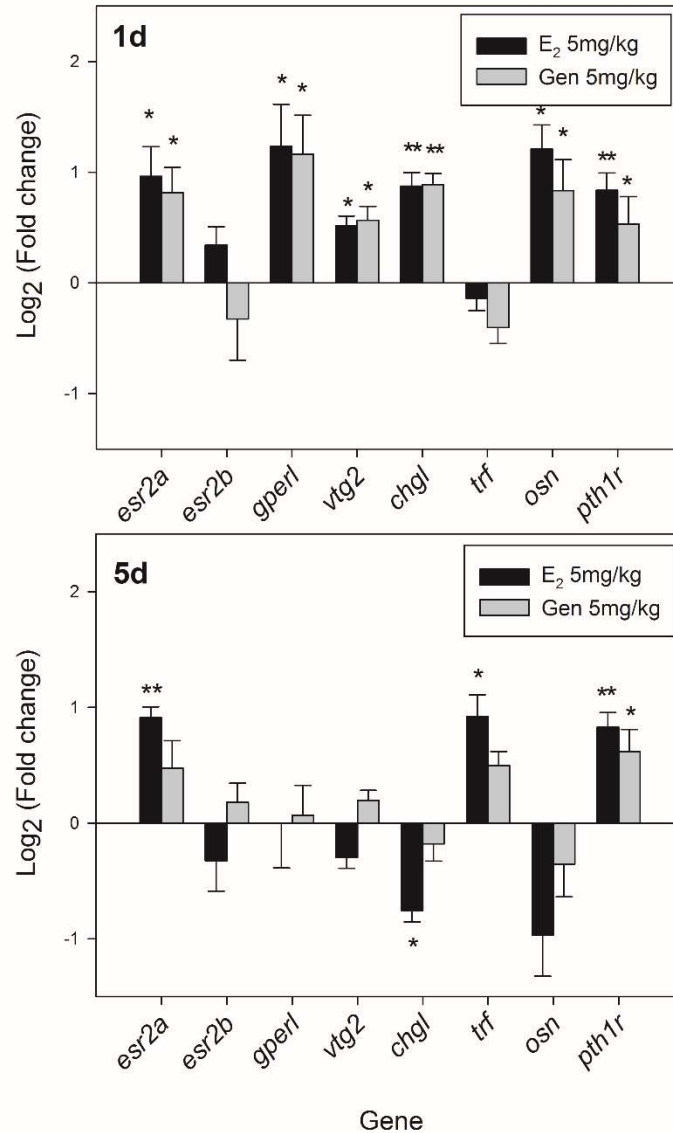 1d
E₂ 5mg/kg
Gen 5mg/kg
Log₂ (Fold change)
2
1
0
-1
* * * * * * ** ** * * ** *
esr2a esr2b gperl vtg2 chgl trf osn pth1r
5d
E₂ 5mg/kg
Gen 5mg/kg
Log₂ (Fold change)
2
1
0
-1
** * * ** *
esr2a esr2b gperl vtg2 chgl trf osn pth1r
Gene